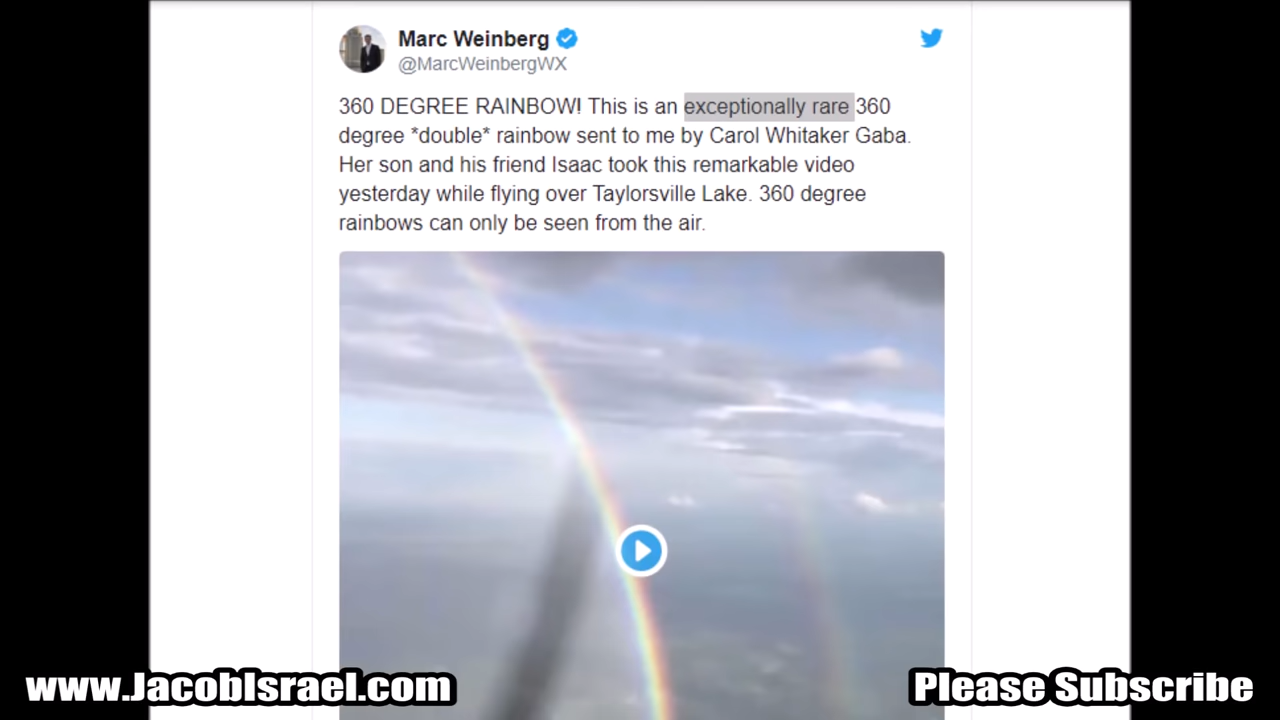 Marc Weinberg
@MarcWeinbergWX
360 DEGREE RAINBOW! This is an exceptionally rare 360
degree *double* rainbow sent to me by Carol Whitaker Gaba.
Her son and his friend Isaac took this remarkable video
yesterday while flying over Taylorsville Lake. 360 degree
rainbows can only be seen from the air.
www.JacobIsrael.com
Please Subscribe